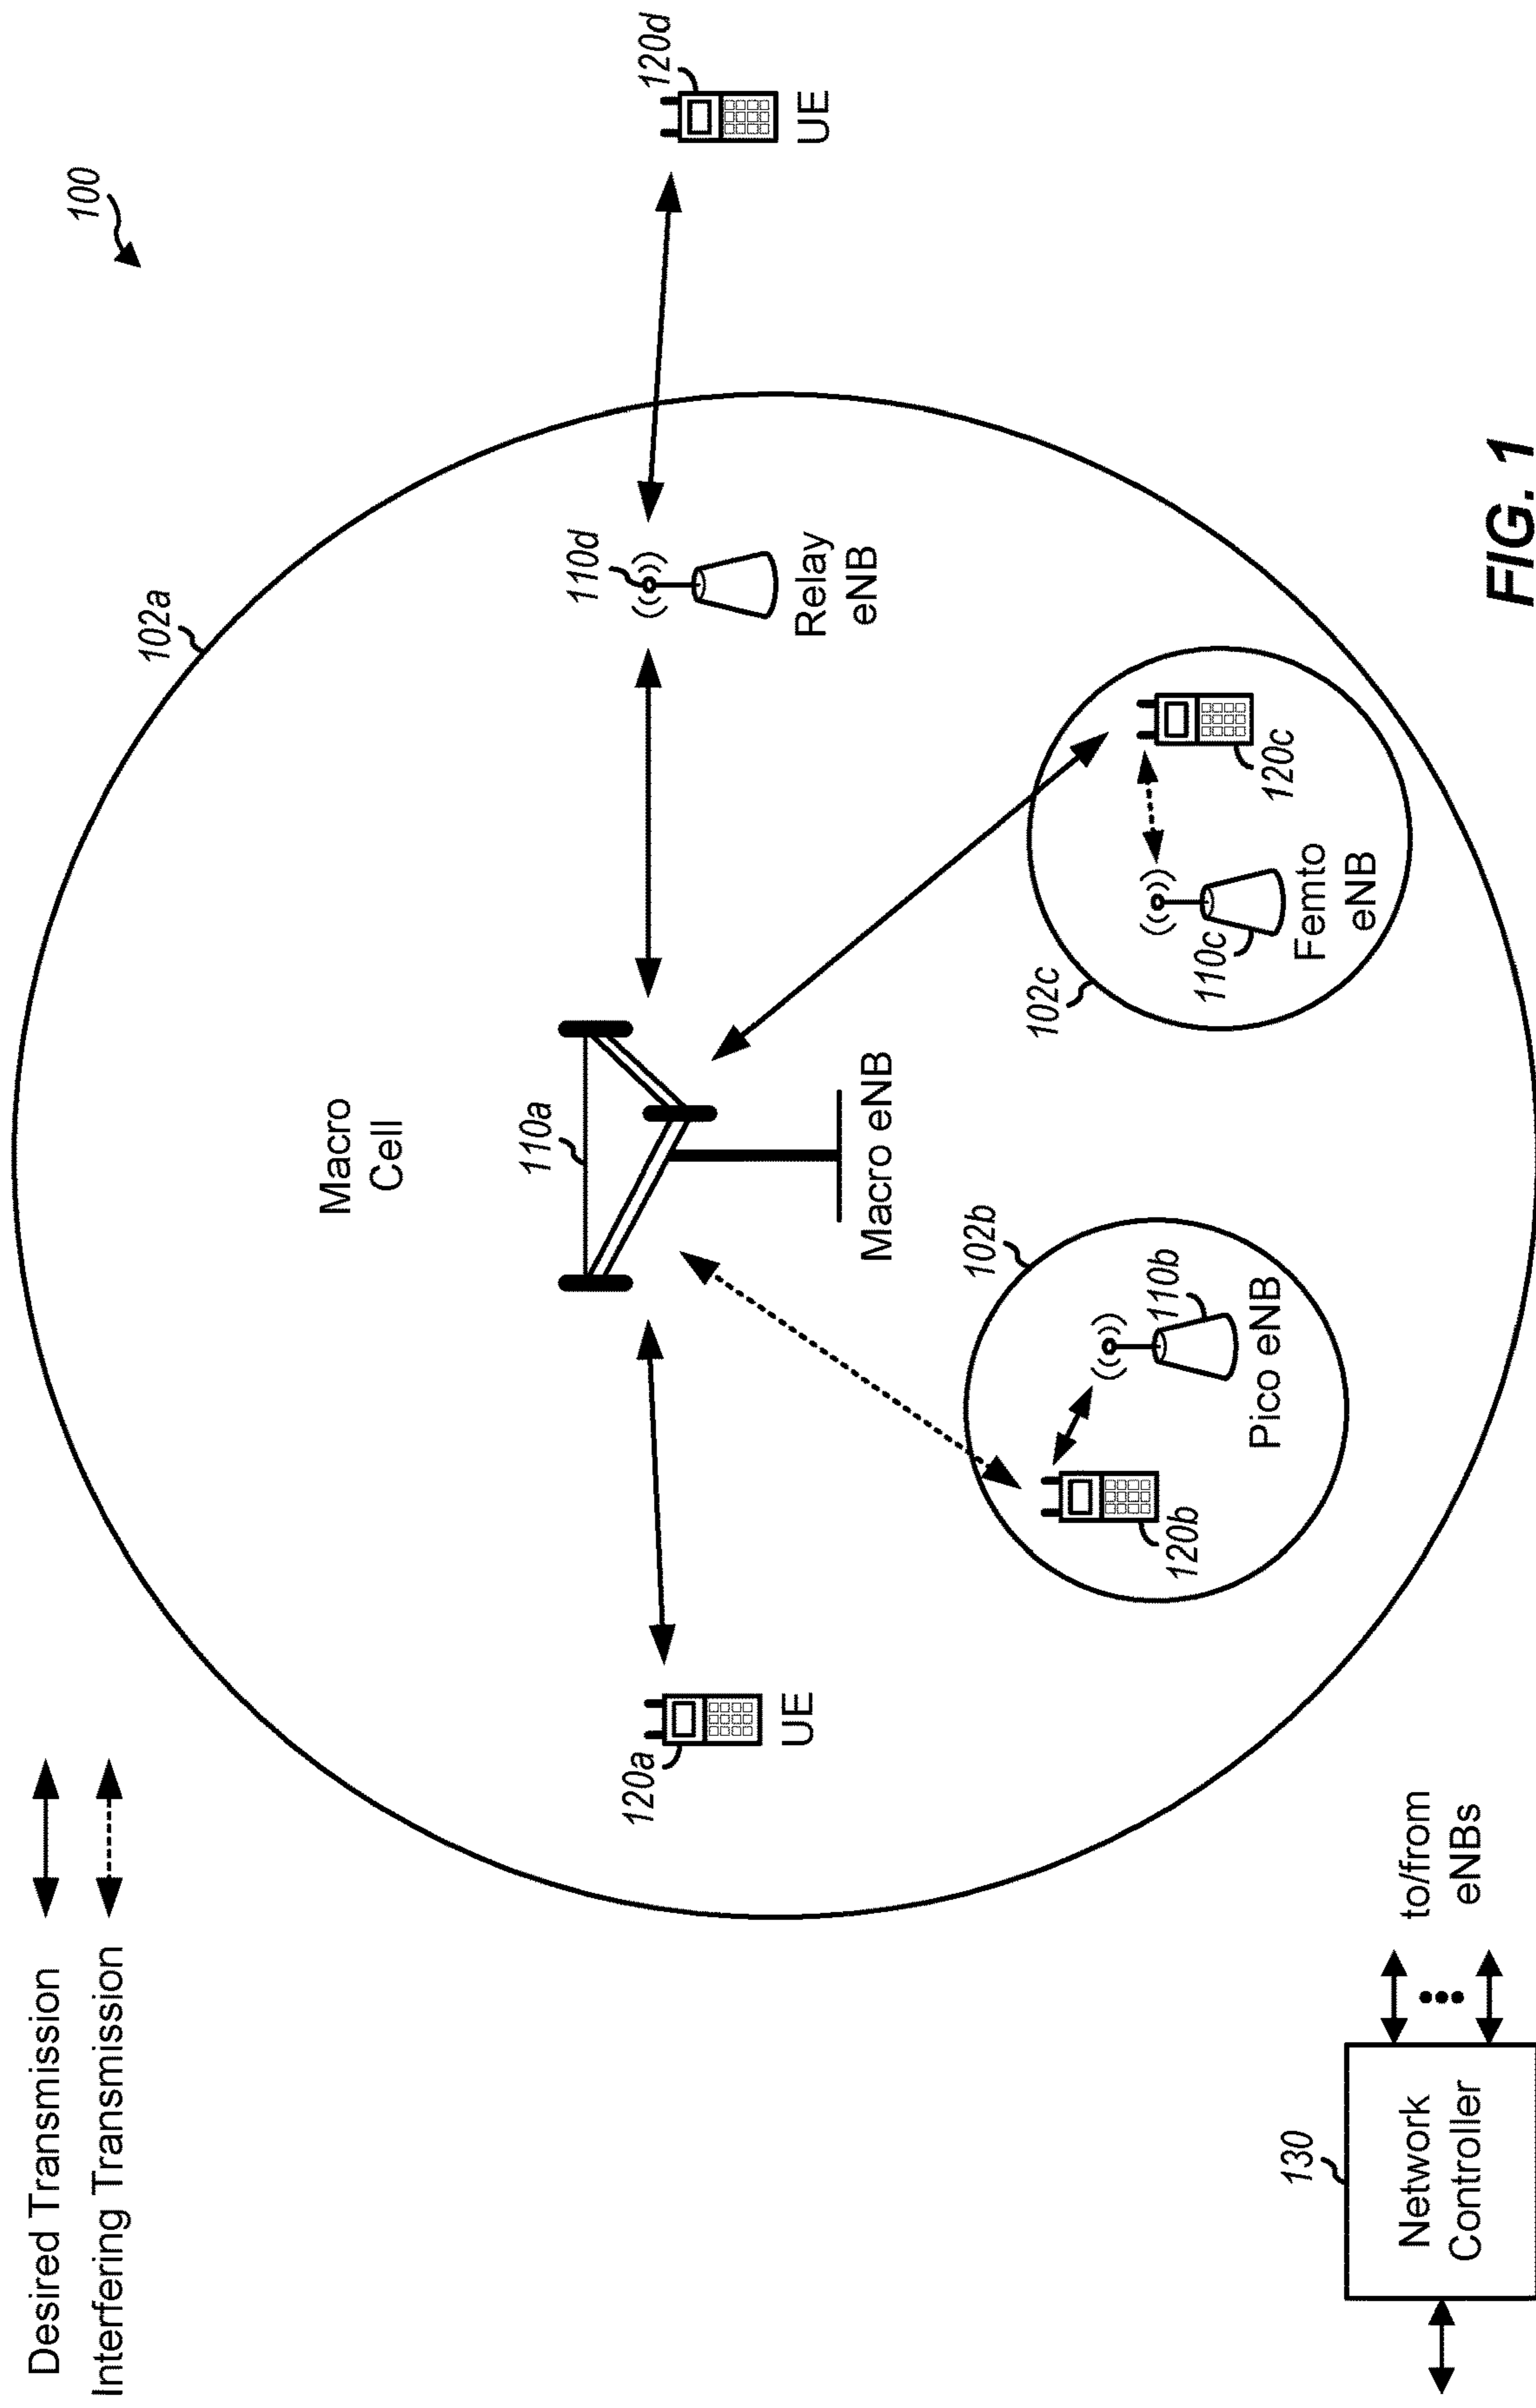 Desired Transmission
Interfering Transmission
100
102a
Macro
Cell
110a
Macro eNB
120a
UE
110d
Relay
eNB
120d
UE
102b
110b
Pico eNB
120b
102c
110c
Femto
eNB
120c
130
Network
Controller
to/from
eNBs
FIG. 1